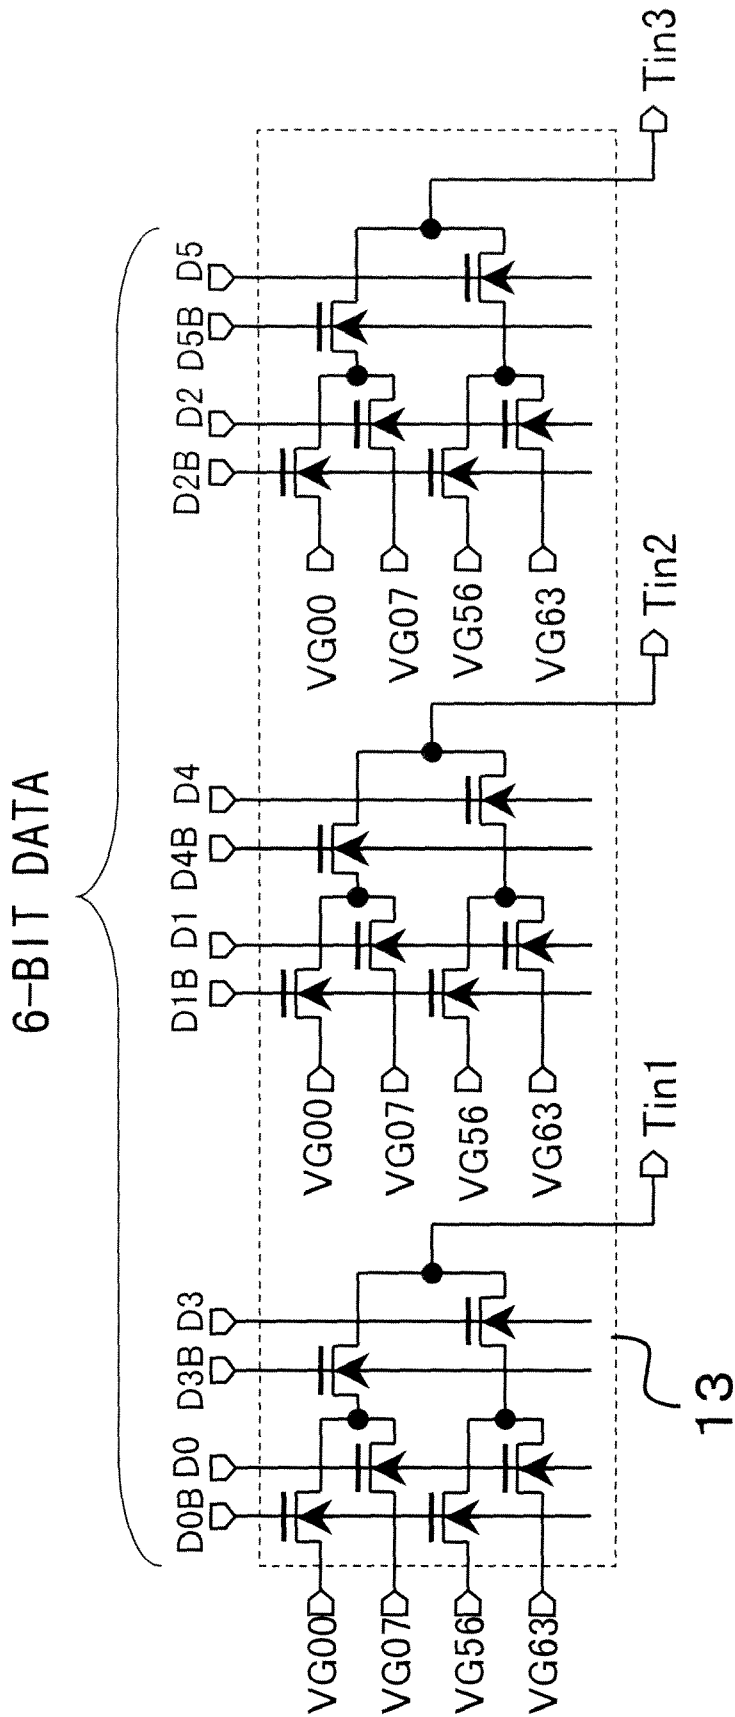 6-BIT DATA
D0B D0 D3B D3 D1B D1 D4B D4 D2B D2 D5B D5
VG00
VG07
VG56
VG63
VG00
VG07
VG56
VG63
VG00
VG07
VG56
VG63
13
Tin1
Tin2
Tin3